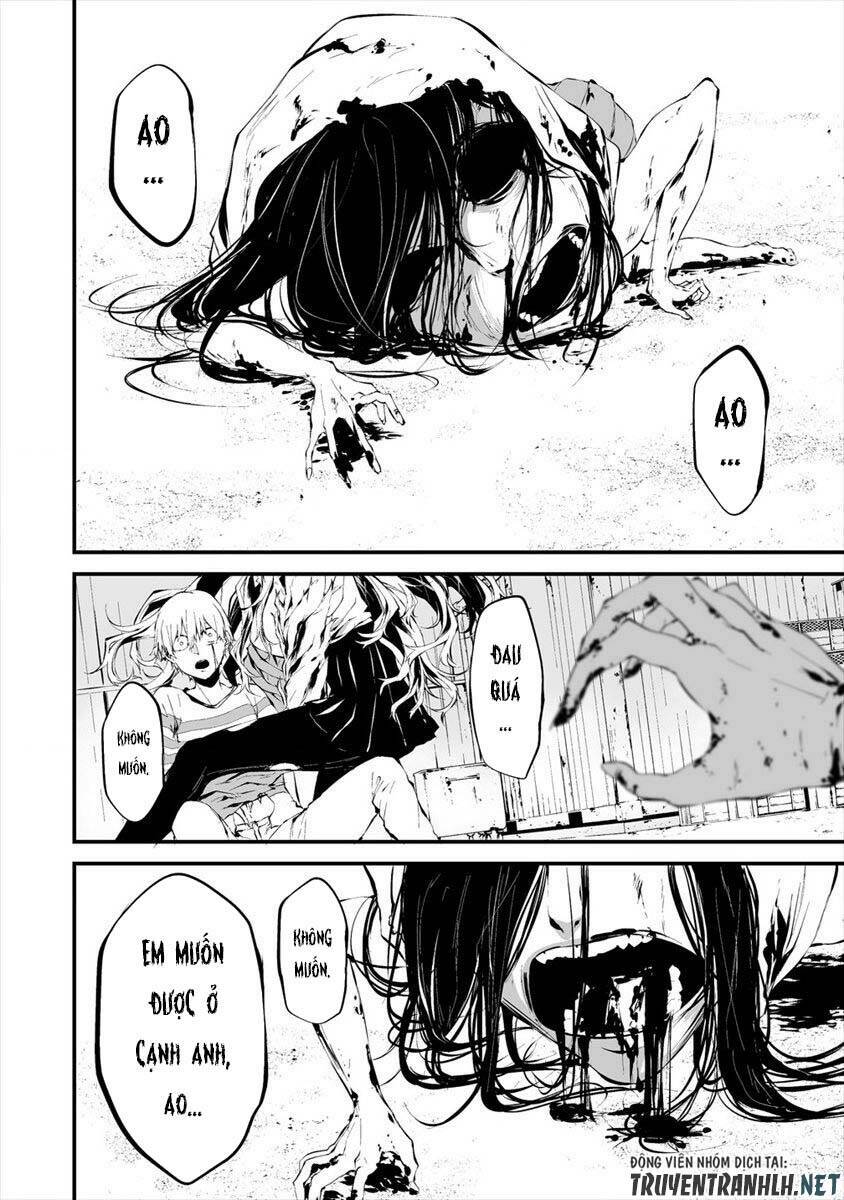 AO
...
AO
...
ĐAU
QUÁ
...
KHÔNG
MUỐN.
KHÔNG
MUỐN.
EM MUỐN
ĐƯỢC Ở
CẠNH ANH,
AO...
ĐỘNG VIÊN NHÓM DỊCH TẠI:
TRUYENTRANHLH.NET